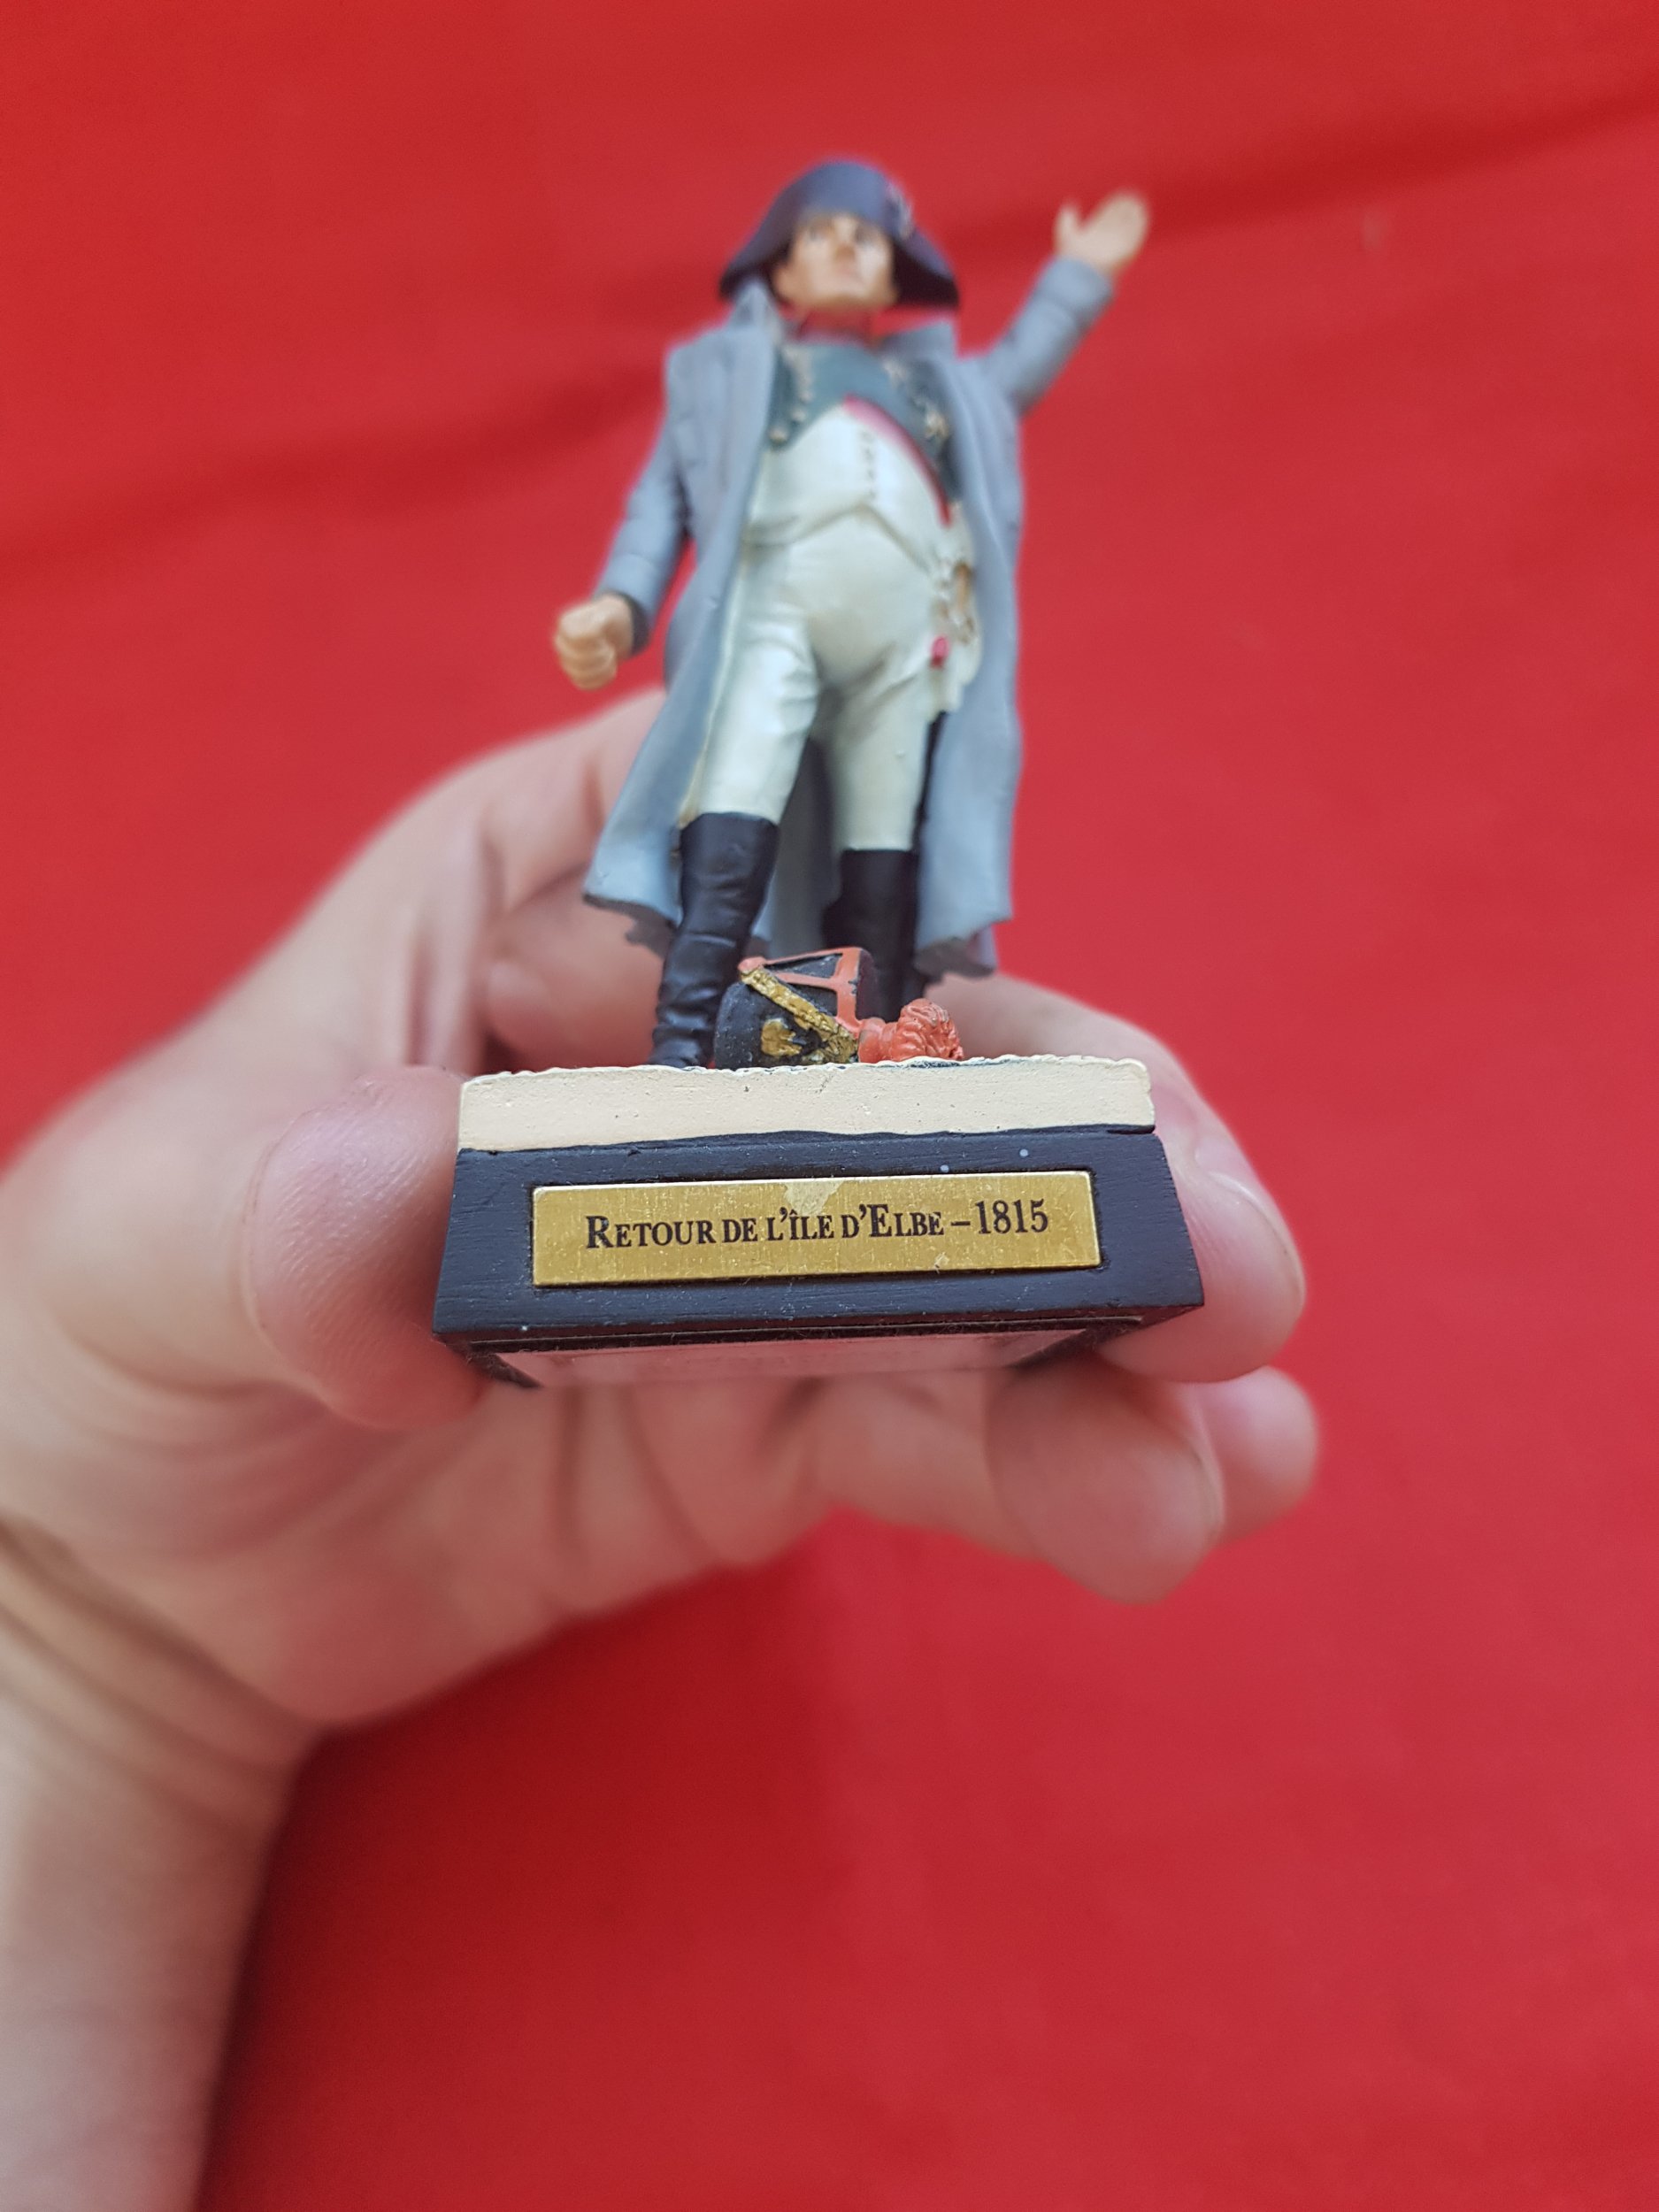 RETOUR DE L'ÎLE D'ELBE – 1815